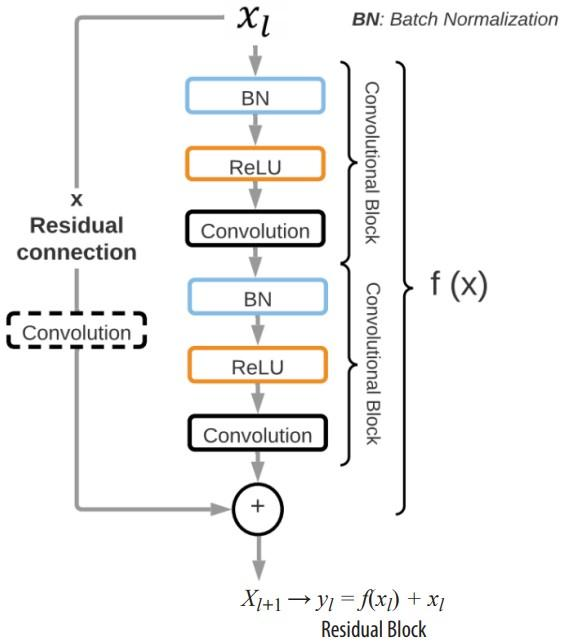 x_l
BN: Batch Normalization
BN
ReLU
Convolution
Convolutional Block
x
Residual
connection
f (x)
BN
Convolution
ReLU
Convolutional Block
Convolution
+
X_{l+1} → y_l = f(x_l) + x_l
Residual Block